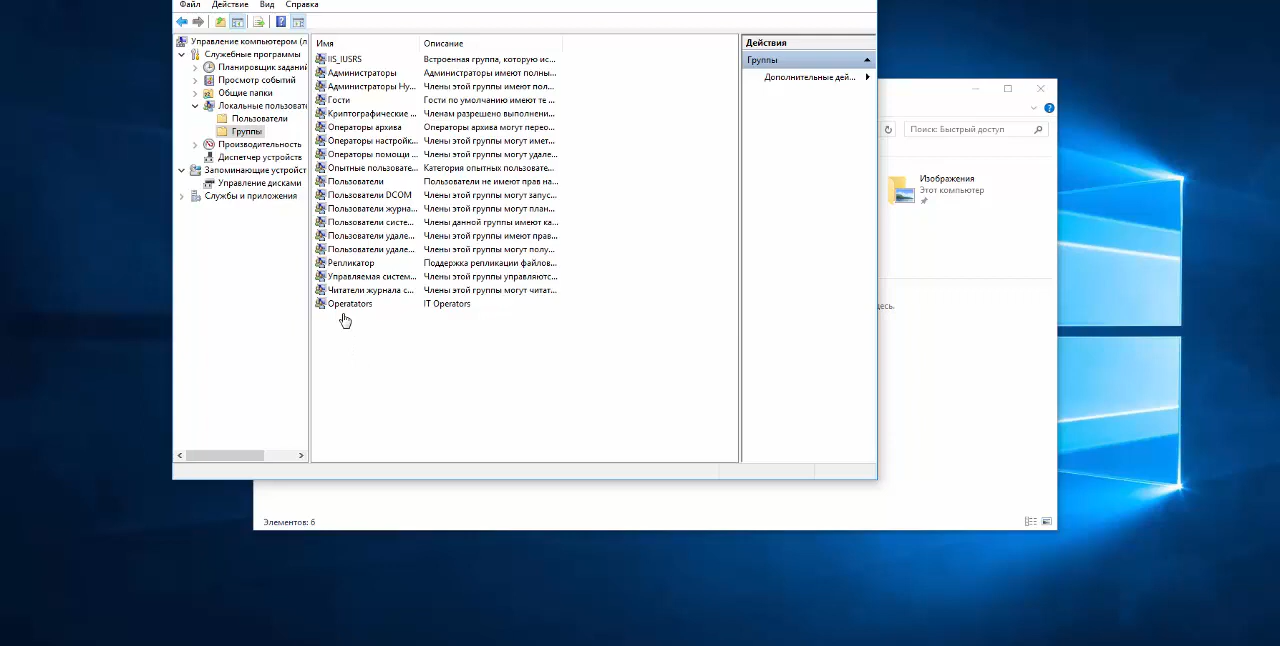 Файл Действие Вид Справка
Управление компьютером (л
Служебные программы
Планировщик заданий
Просмотр событий
Общие папки
Локальные пользоват
Пользователи
Группы
Производительность
Диспетчер устройств
Запоминающие устройст
Управление дисками
Службы и приложения
Имя Описание
IIS_IUSRS Встроенная группа, которую ис...
Администраторы Администраторы имеют полны...
Администраторы Hy... Члены этой группы имеют пол...
Гости Гости по умолчанию имеют те ...
Криптографические ... Членам разрешено выполнени...
Операторы архива Операторы архива могут перео...
Операторы настройк... Члены этой группы могут имет...
Операторы помощи ... Члены этой группы могут удале...
Опытные пользовате... Категория опытных пользовате...
Пользователи Пользователи не имеют прав на...
Пользователи DCOM Члены этой группы могут запус...
Пользователи журна... Члены этой группы могут план...
Пользователи систе... Члены данной группы имеют ка...
Пользователи удале... Члены этой группы имеют прав...
Пользователи удале... Члены этой группы могут полу...
Репликатор Поддержка репликации файлов...
Управляемая систем... Члены этой группы управляютс...
Читатели журнала с... Члены этой группы могут читат...
Operatators IT Operators
Действия
Группы
Дополнительные дей...
Поиск: Быстрый доступ
Изображения
Этот компьютер
десь.
Элементов: 6